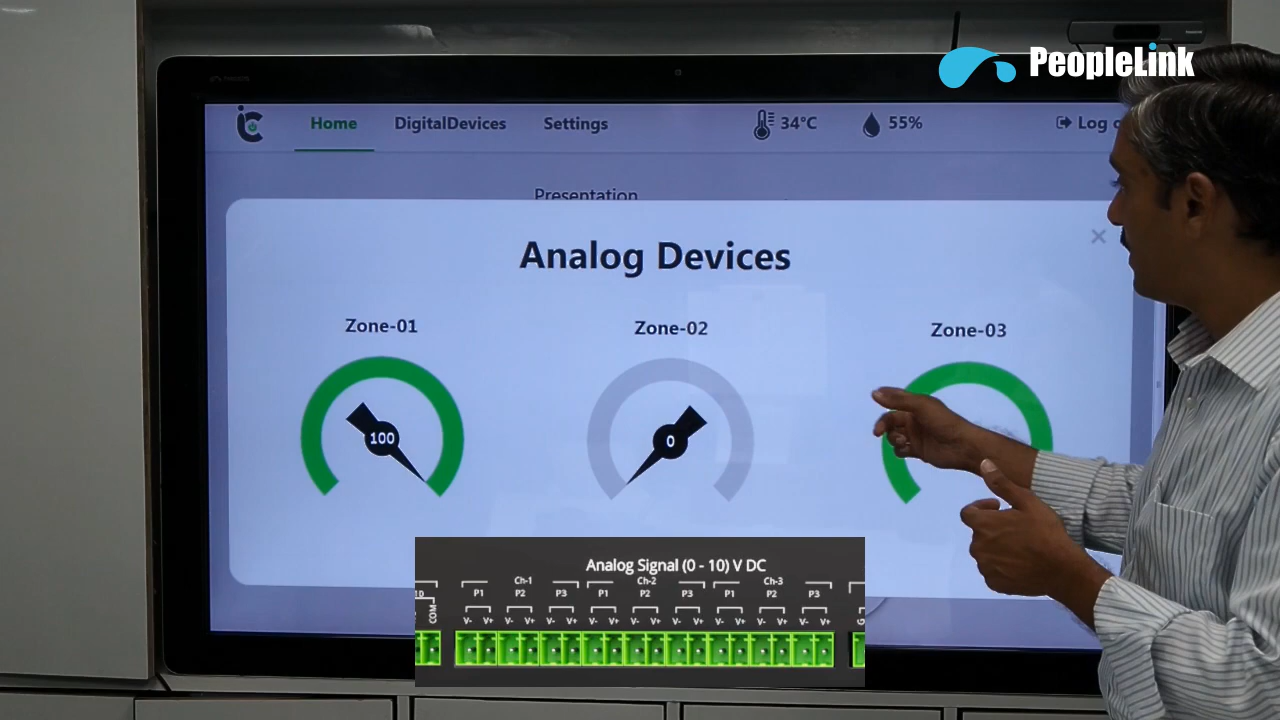 PeopleLink
Home DigitalDevices Settings 34°C 55% Log
Presentation
Analog Devices
Zone-01 Zone-02 Zone-03
100 0
Analog Signal (0 - 10) V DC
Ch-1 Ch-2 Ch-3
P1 P2 P3 P1 P2 P3 P1 P2 P3
COM
V- V+ V- V+ V- V+ V- V+ V- V+ V- V+ V- V+ V- V+ V- V+